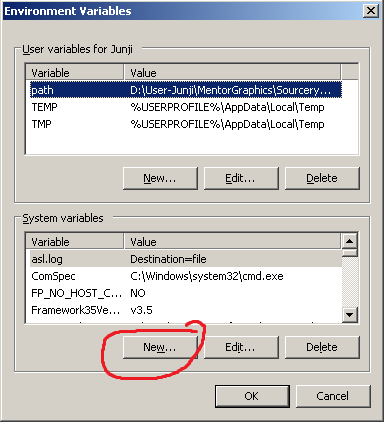 Environment Variables
User variables for Junji
Variable Value
path D:\User-Junji\MentorGraphics\Sourcery...
TEMP %USERPROFILE%\AppData\Local\Temp
TMP %USERPROFILE%\AppData\Local\Temp
New... Edit... Delete
System variables
Variable Value
asl.log Destination=file
ComSpec C:\Windows\system32\cmd.exe
FP_NO_HOST_C... NO
Framework35Ve... v3.5
New... Edit... Delete
OK Cancel